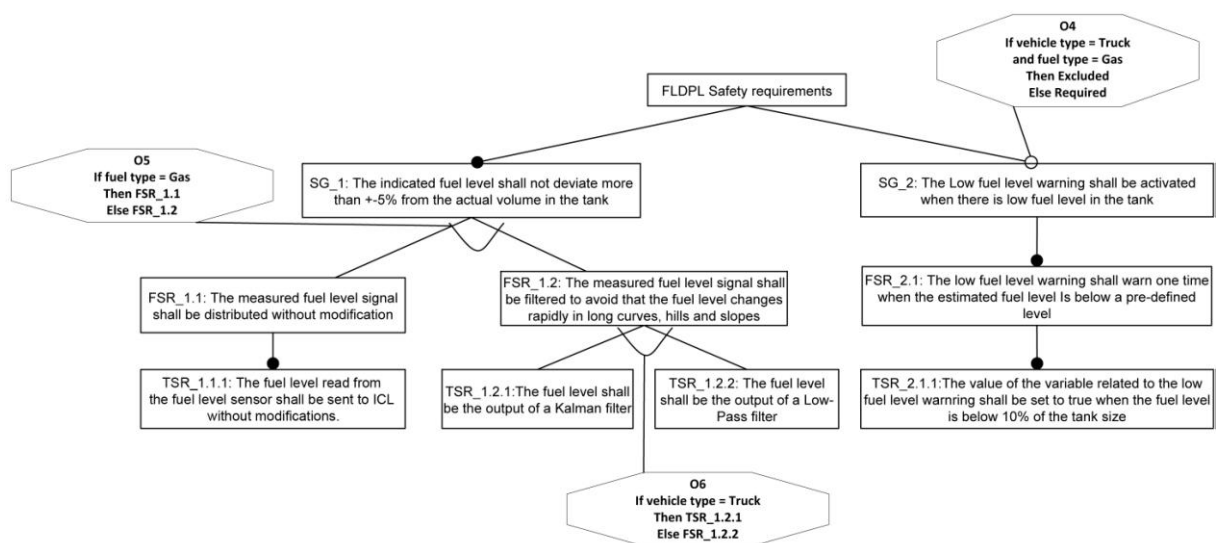 O4
If vehicle type = Truck
and fuel type = Gas
Then Excluded
Else Required
FLDPL Safety requirements
O5
If fuel type = Gas
Then FSR_1.1
Else FSR_1.2
SG_1: The indicated fuel level shall not deviate more
than +-5% from the actual volume in the tank
SG_2: The Low fuel level warning shall be activated
when there is low fuel level in the tank
FSR_1.1: The measured fuel level signal
shall be distributed without modification
FSR_1.2: The measured fuel level signal shall
be filtered to avoid that the fuel level changes
rapidly in long curves, hills and slopes
FSR_2.1: The low fuel level warning shall warn one time
when the estimated fuel level Is below a pre-defined
level
TSR_1.1.1: The fuel level read from
the fuel level sensor shall be sent to ICL
without modifications.
TSR_1.2.1:The fuel level shall
be the output of a Kalman filter
TSR_1.2.2: The fuel level
shall be the output of a Low-
Pass filter
TSR_2.1.1:The value of the variable related to the low
fuel level warnring shall be set to true when the fuel level
is below 10% of the tank size
O6
If vehicle type = Truck
Then TSR_1.2.1
Else FSR_1.2.2